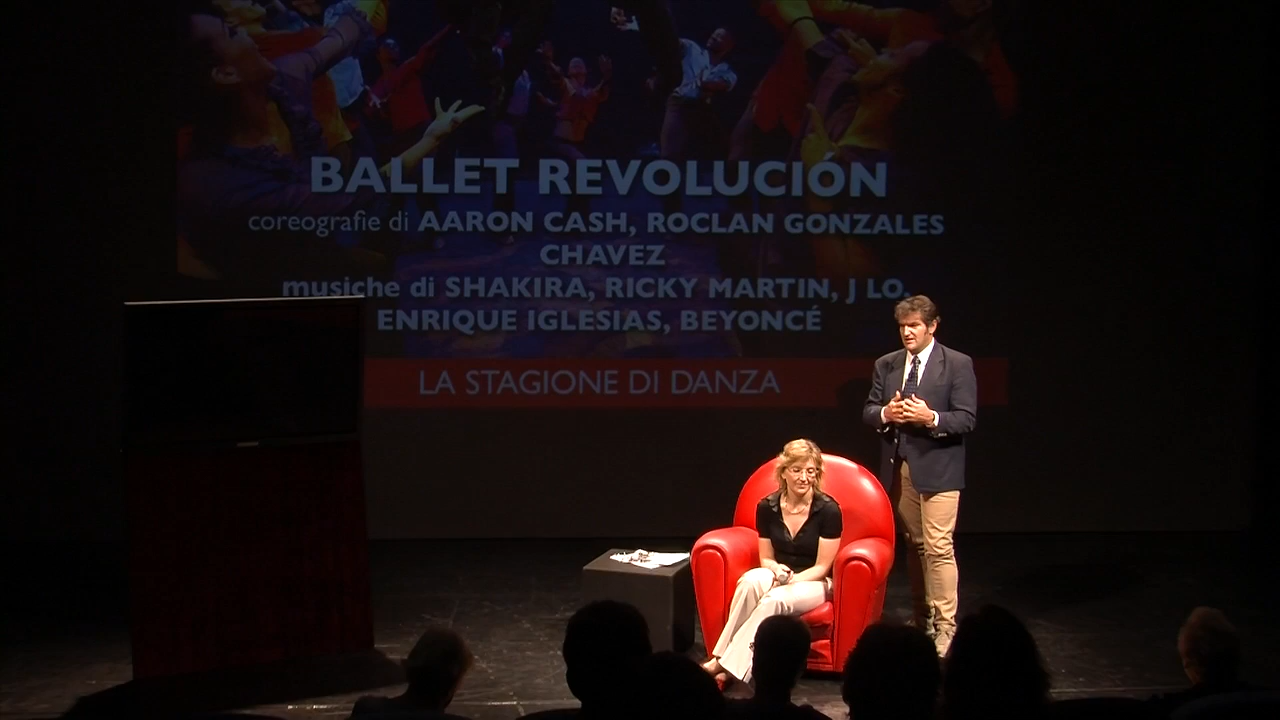 BALLET REVOLUCIÓN
coreografie di AARON CASH, ROCLAN GONZALES
CHAVEZ
musiche di SHAKIRA, RICKY MARTIN, J LO,
ENRIQUE IGLESIAS, BEYONCÉ
LA STAGIONE DI DANZA